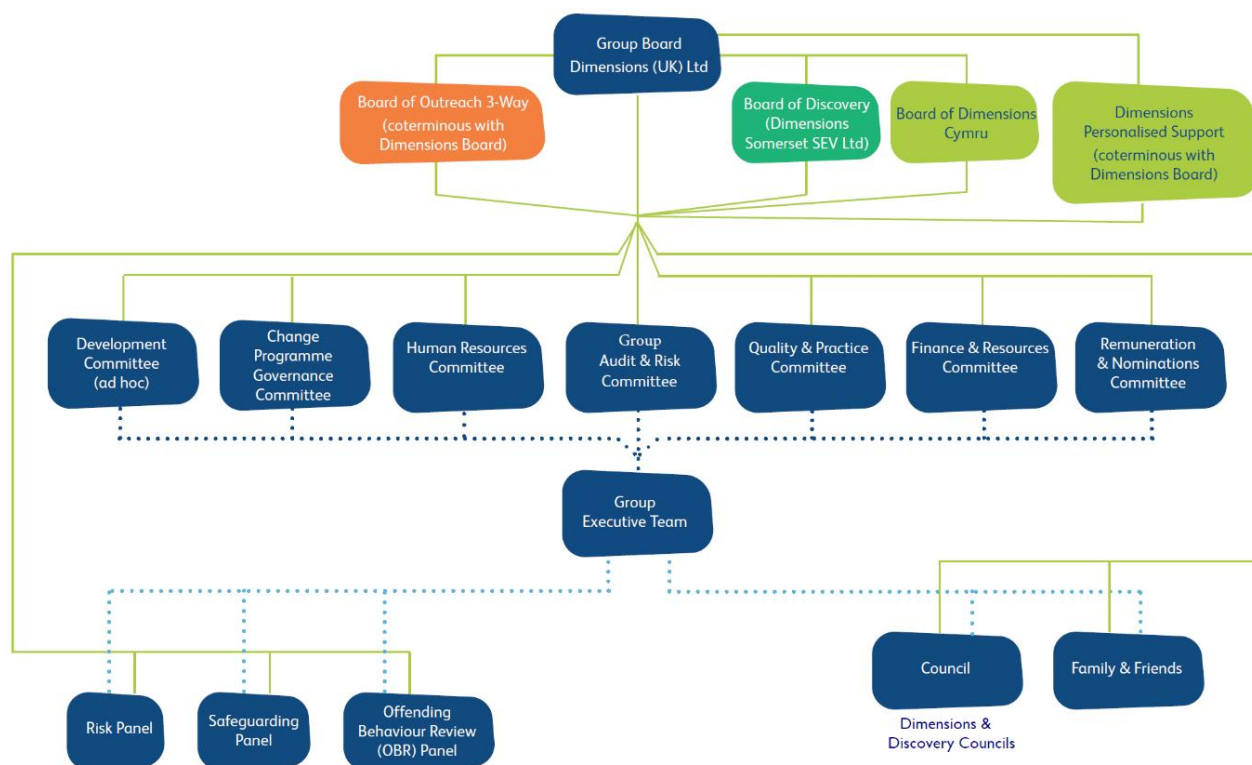 Group Board
Dimensions (UK) Ltd
Board of Outreach 3-Way
(coterminous with
Dimensions Board)
Board of Discovery
(Dimensions
Somerset SEV Ltd)
Board of Dimensions
Cymru
Dimensions
Personalised Support
(coterminous with
Dimensions Board)
Development
Committee
(ad hoc)
Change
Programme
Governance
Committee
Human Resources
Committee
Group
Audit & Risk
Committee
Quality & Practice
Committee
Finance & Resources
Committee
Remuneration
& Nominations
Committee
Group
Executive Team
Risk Panel
Safeguarding
Panel
Offending
Behaviour Review
(OBR) Panel
Council
Family & Friends
Dimensions &
Discovery Councils